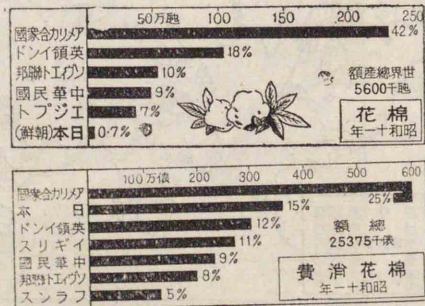 50万胞 100 150 200 250
アメリカ合衆國 42%
英領インド 18%
ソヴエト聯邦 10%
中華民國 9%
エジプト 7%
日本(朝鮮) 0.7%
世界總産額
5600千胞
棉花
昭和十一年
100万俵 200 300 400 500 600
アメリカ合衆國 25%
日本 15%
英領インド 12%
イギリス 11%
中華民國 9%
ソヴエト聯邦 8%
フランス 5%
總額
25375千俵
棉花消費
昭和十一年